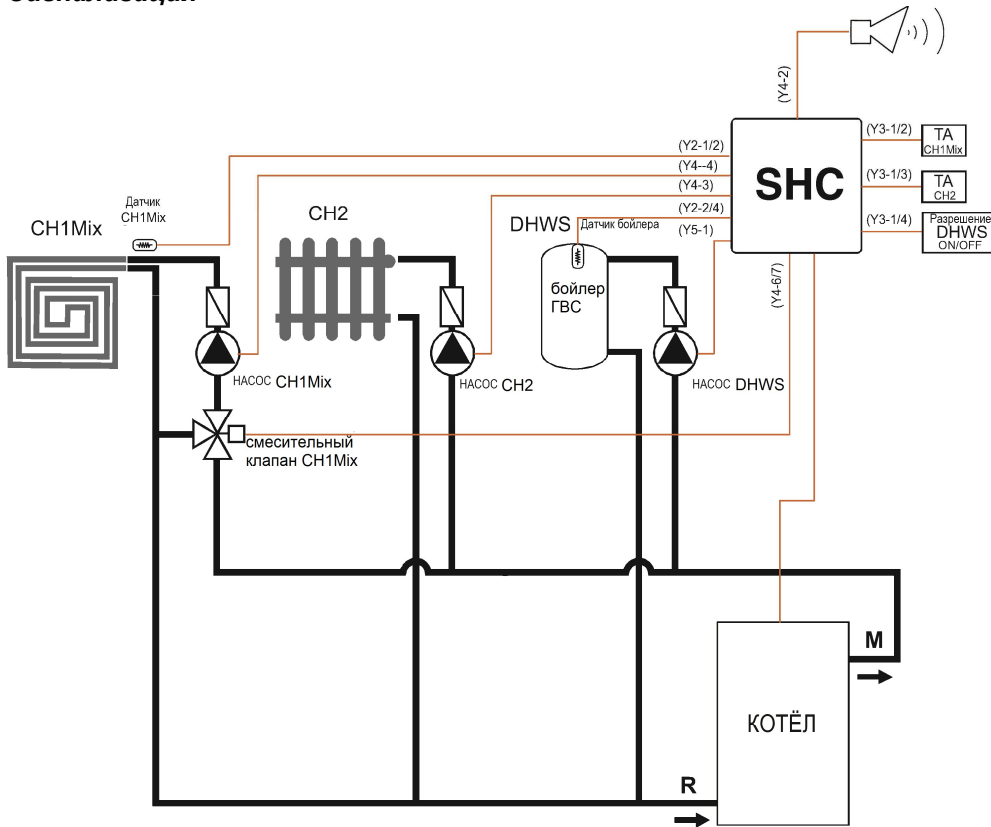 (Y4-2)
(Y2-1/2)
(Y4--4)
(Y4-3)
(Y2-2/4)
(Y5-1)
SHC
(Y3-1/2)
TA
CH1Mix
(Y3-1/3)
TA
CH2
(Y3-1/4)
Разрешение
DHWS
ON/OFF
(Y4-6/7)
Датчик
CH1Mix
CH1Mix
CH2
DHWS
Датчик бойлера
бойлер
ГВС
НАСОС CH1Mix
НАСОС CH2
НАСОС DHWS
смесительный
клапан CH1Mix
M
КОТЁЛ
R